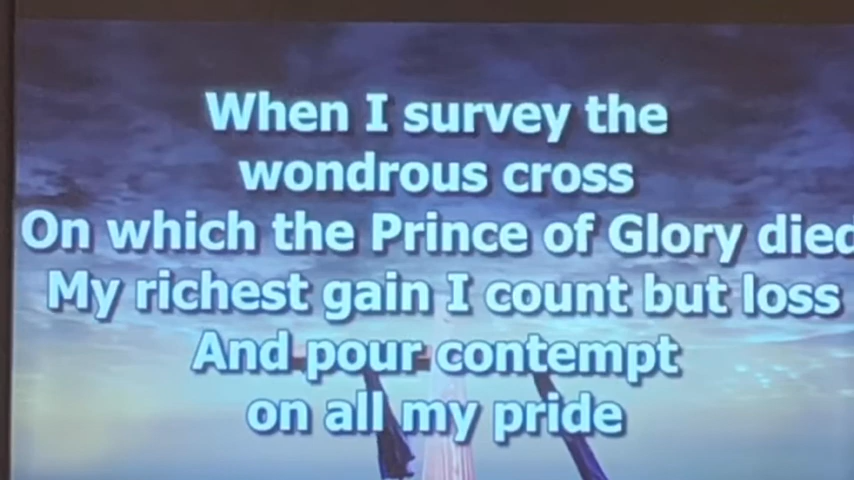 When I survey the
wondrous cross
On which the Prince of Glory died
My richest gain I count but loss
And pour contempt
on all my pride